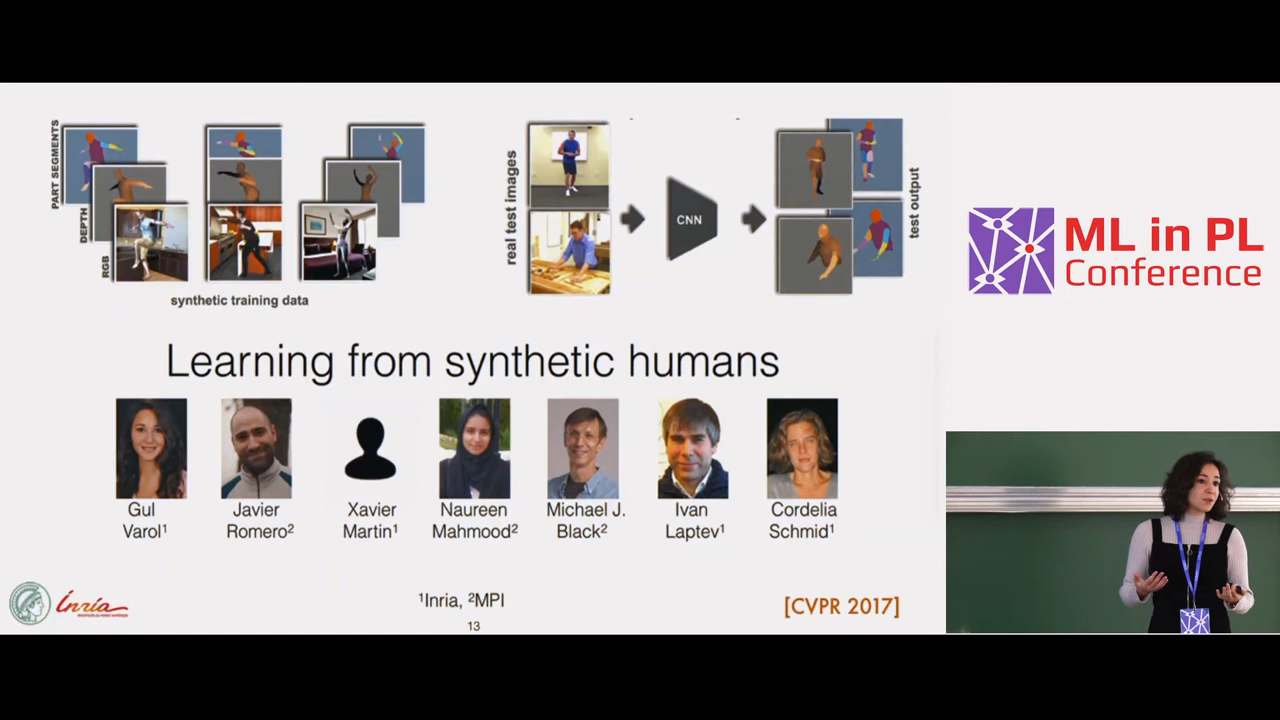 PART SEGMENTS
DEPTH
RGB
synthetic training data
real test images
CNN
test output
Learning from synthetic humans
Gul
Varol¹
Javier
Romero²
Xavier
Martin¹
Naureen
Mahmood²
Michael J.
Black²
Ivan
Laptev¹
Cordelia
Schmid¹
Inria
¹Inria, ²MPI
[CVPR 2017]
13
ML in PL
Conference